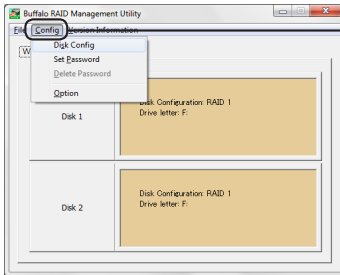 Buffalo RAID Management Utility
Config Version Information
Disk Config
Set Password
Delete Password
Option
Disk 1
Disk Configuration: RAID 1
Drive letter: F:
Disk 2
Disk Configuration: RAID 1
Drive letter: F: